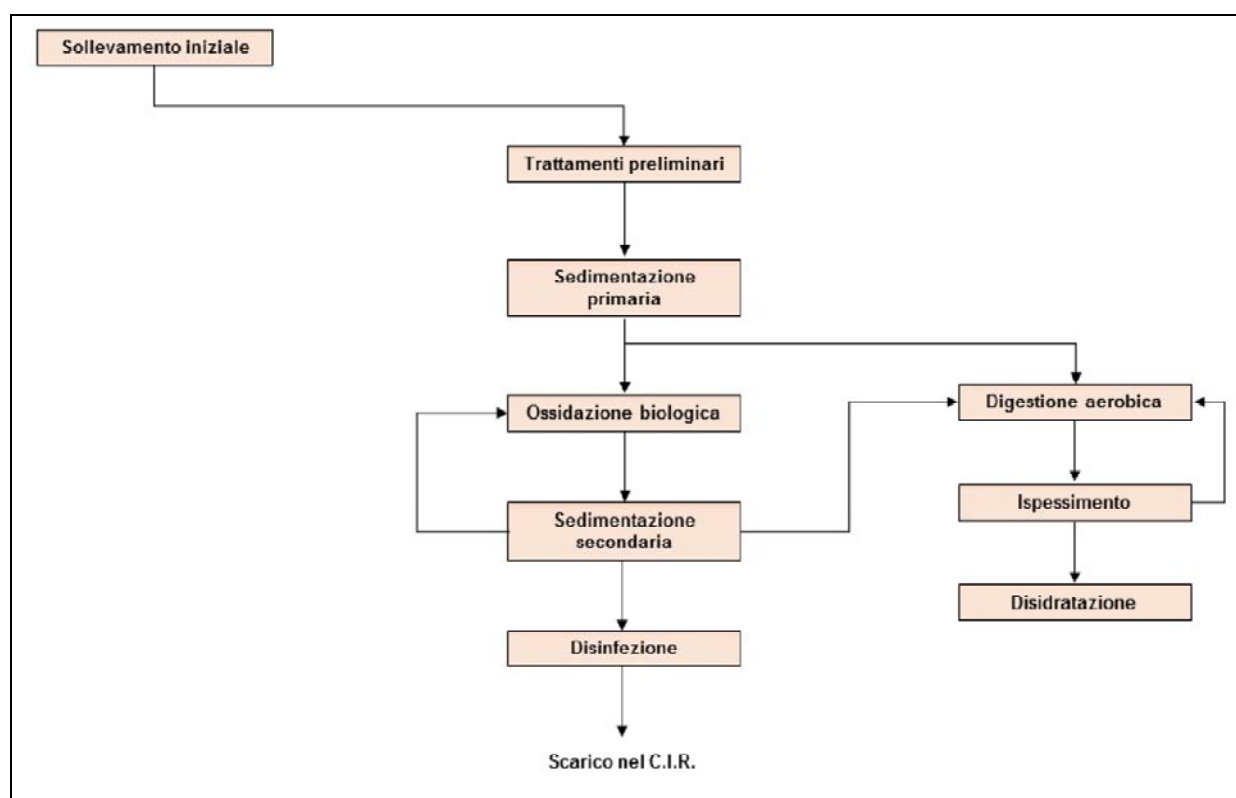 Sollevamento iniziale
Trattamenti preliminari
Sedimentazione
primaria
Ossidazione biologica
Digestione aerobica
Ispessimento
Sedimentazione
secondaria
Disidratazione
Disinfezione
Scarico nel C.I.R.